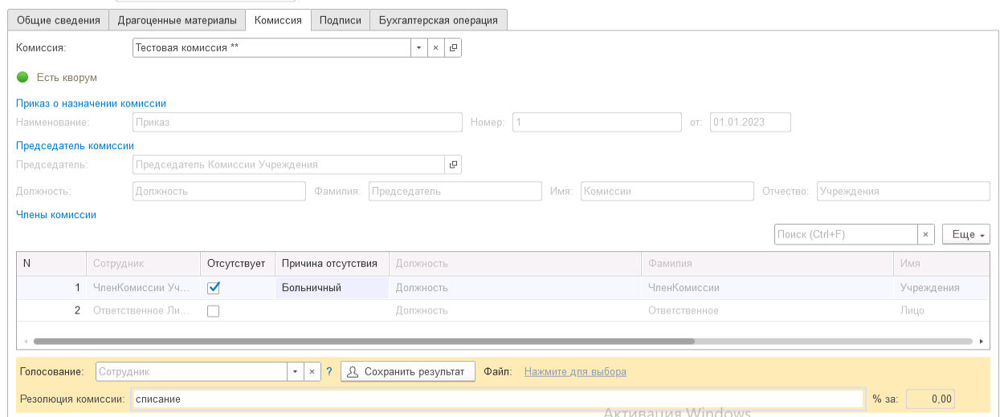 Общие сведения Драгоценные материалы Комиссия Подписи Бухгалтерская операция
Комиссия: Тестовая комиссия **
Есть кворум
Приказ о назначении комиссии
Наименование: Приказ Номер: 1 от: 01.01.2023
Председатель комиссии
Председатель: Председатель Комиссии Учреждения
Должность: Должность Фамилия: Председатель Имя: Комиссии Отчество: Учреждения
Члены комиссии
Поиск (Ctrl+F) × Еще
N Сотрудник Отсутствует Причина отсутствия Должность Фамилия Имя
1 ЧленКомиссии Уч... Больничный Должность ЧленКомиссии Учреждения
2 Ответственное Ли... Должность Ответственное Лицо
Голосование: Сотрудник × ? Сохранить результат Файл: Нажмите для выбора
Резолюция комиссии: списание % за: 0,00
Активация Windows